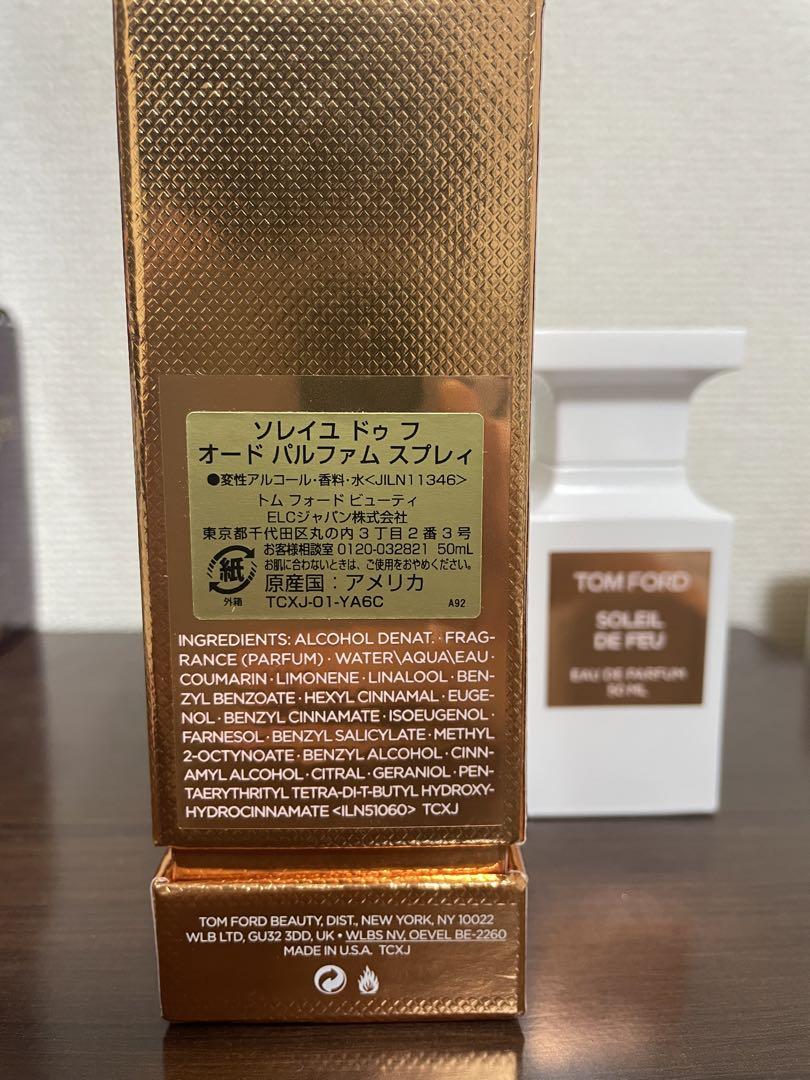 ソレイユ ドゥ フ
オード パルファム スプレィ
●変性アルコール・香料・水<JILN11346>
トム フォード ビューティ
ELCジャパン株式会社
東京都千代田区丸の内3丁目2番3号
お客様相談室 0120-032821 50mL
お肌に合わないときは、ご使用をおやめください。
紙
外箱
原産国:アメリカ
TCXJ-01-YA6C
A92
INGREDIENTS: ALCOHOL DENAT. · FRAG-
RANCE (PARFUM) · WATER\AQUA\EAU ·
COUMARIN · LIMONENE · LINALOOL · BEN-
ZYL BENZOATE · HEXYL CINNAMAL · EUGE-
NOL · BENZYL CINNAMATE · ISOEUGENOL ·
FARNESOL · BENZYL SALICYLATE · METHYL
2-OCTYNOATE · BENZYL ALCOHOL · CINN-
AMYL ALCOHOL · CITRAL · GERANIOL · PEN-
TAERYTHRITYL TETRA-DI-T-BUTYL HYDROXY-
HYDROCINNAMATE <ILN51060> TCXJ
TOM FORD BEAUTY, DIST., NEW YORK, NY 10022
WLB LTD, GU32 3DD, UK • WLBS NV, OEVEL BE-2260
MADE IN U.S.A. TCXJ
TOM FORD
SOLEIL
DE FEU
EAU DE PARFUM
50 ML